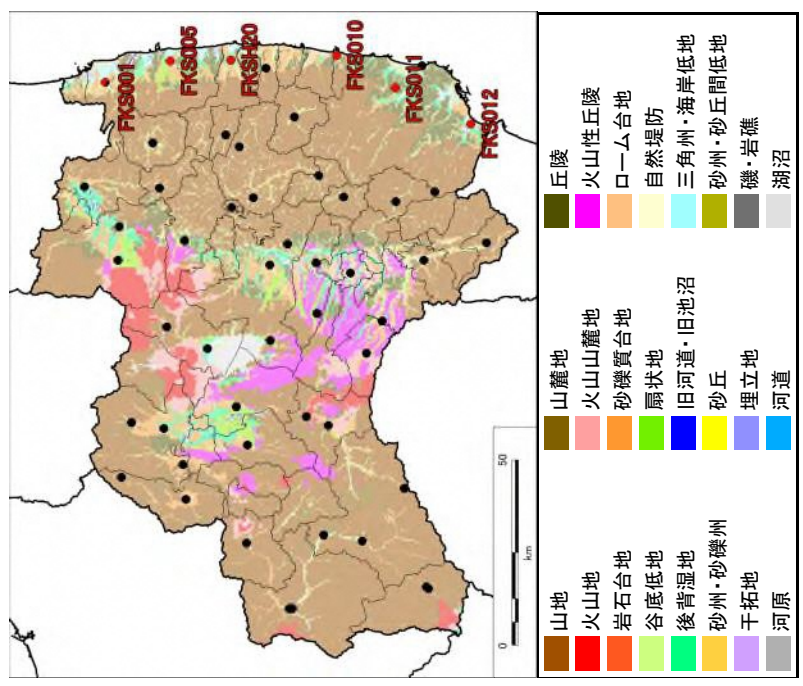 FKS001
FKS005
FKSH20
FKS010
FKS011
FKS012
0
50
km
山地
火山地
岩石台地
谷底低地
後背湿地
砂州・砂礫州
干拓地
河原
山麓地
火山山麓地
砂礫質台地
扇状地
旧河道・旧池沼
砂丘
埋立地
河道
丘陵
火山性丘陵
ローム台地
自然堤防
三角州・海岸低地
砂州・砂丘間低地
磯・岩礁
湖沼